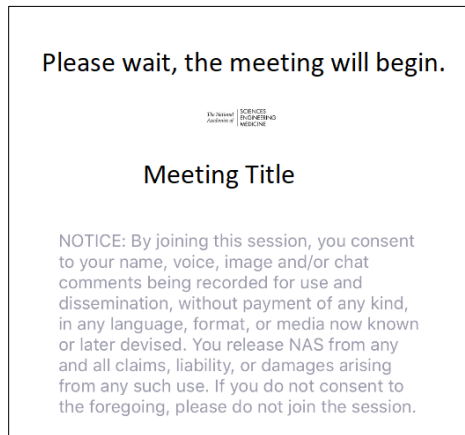 Please wait, the meeting will begin.
The National Academies of
SCIENCES
ENGINEERING
MEDICINE
Meeting Title
NOTICE: By joining this session, you consent
to your name, voice, image and/or chat
comments being recorded for use and
dissemination, without payment of any kind,
in any language, format, or media now known
or later devised. You release NAS from any
and all claims, liability, or damages arising
from any such use. If you do not consent to
the foregoing, please do not join the session.